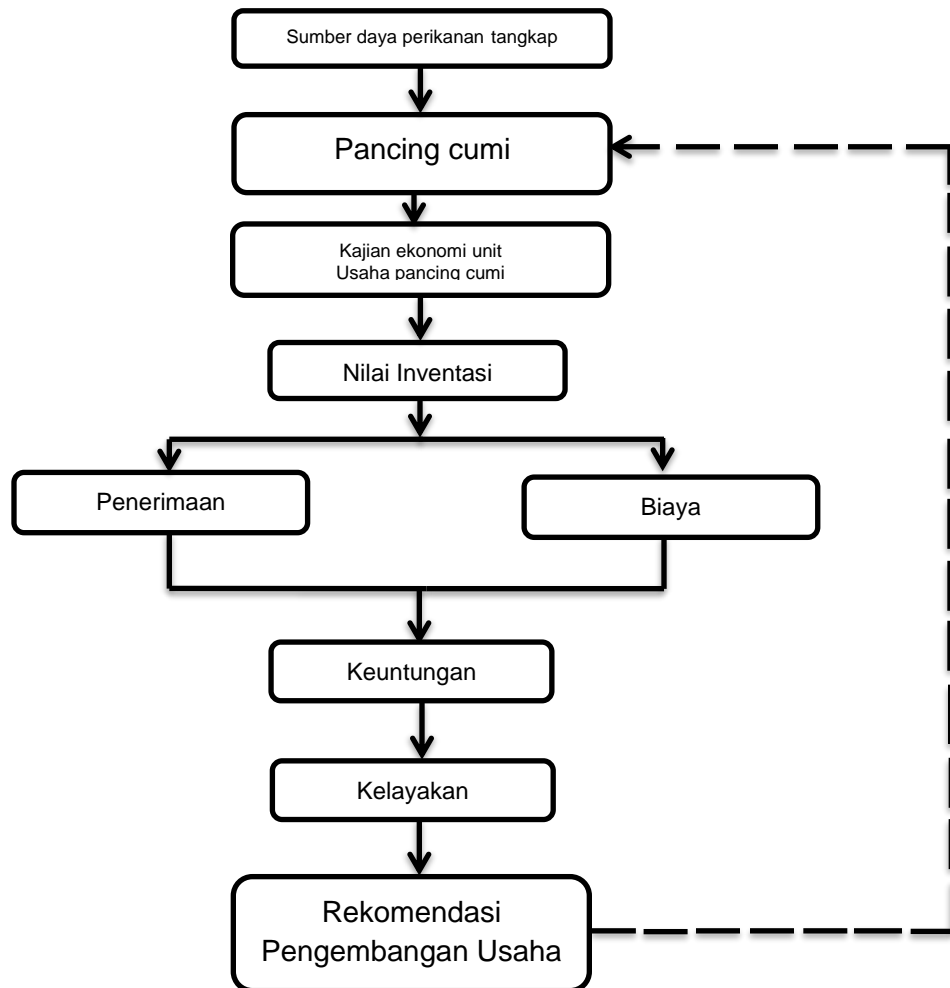 Sumber daya perikanan tangkap
Pancing cumi
Kajian ekonomi unit
Usaha pancing cumi
Nilai Inventasi
Penerimaan
Biaya
Keuntungan
Kelayakan
Rekomendasi
Pengembangan Usaha